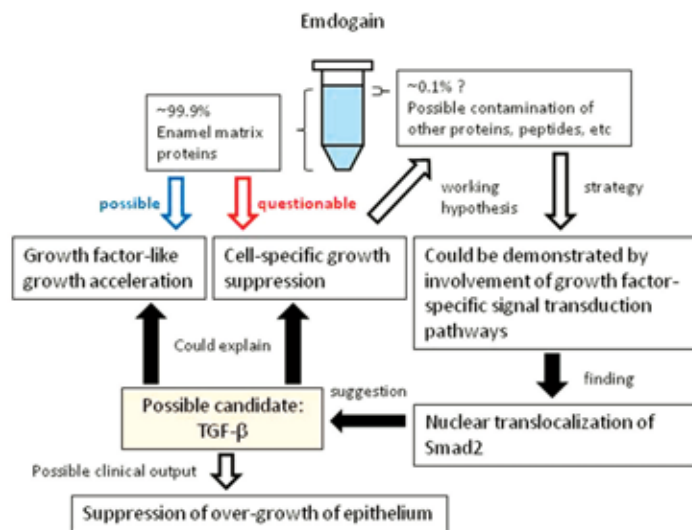 Emdogain
~99.9%
Enamel matrix
proteins
~0.1% ?
Possible contamination of
other proteins, peptides, etc
possible
questionable
working
hypothesis
strategy
Growth factor-like
growth acceleration
Cell-specific growth
suppression
Could be demonstrated by
involvement of growth factor-
specific signal transduction
pathways
Could explain
finding
suggestion
Possible candidate:
TGF-β
Nuclear translocalization of
Smad2
Possible clinical output
Suppression of over-growth of epithelium